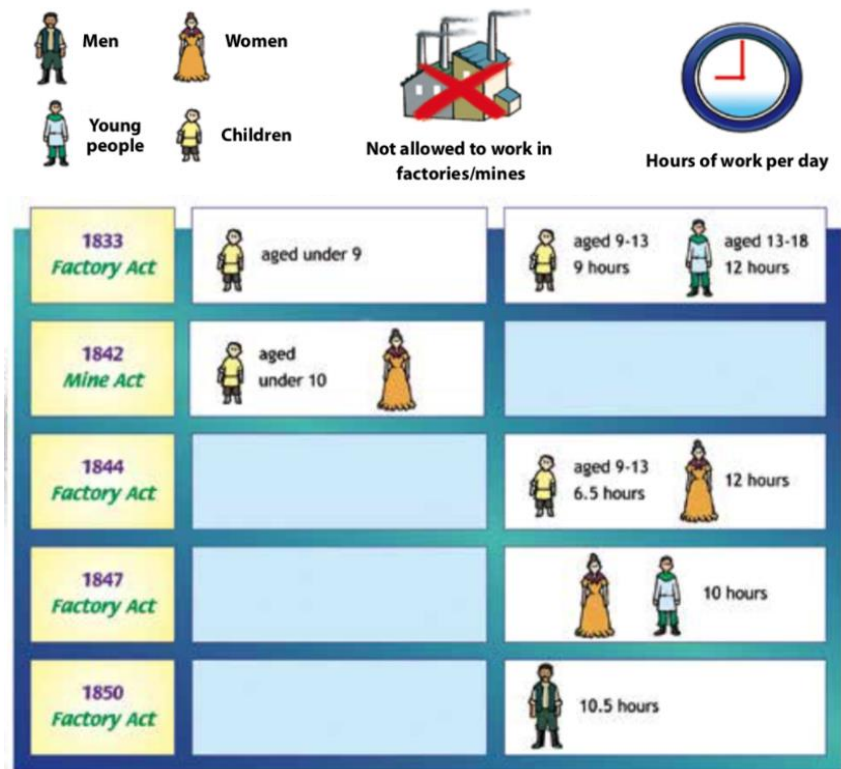 Men
Women
Young
people
Children
Not allowed to work in
factories/mines
Hours of work per day
1833
Factory Act
aged under 9
aged 9-13
9 hours
aged 13-18
12 hours
1842
Mine Act
aged
under 10
1844
Factory Act
aged 9-13
6.5 hours
12 hours
1847
Factory Act
10 hours
1850
Factory Act
10.5 hours